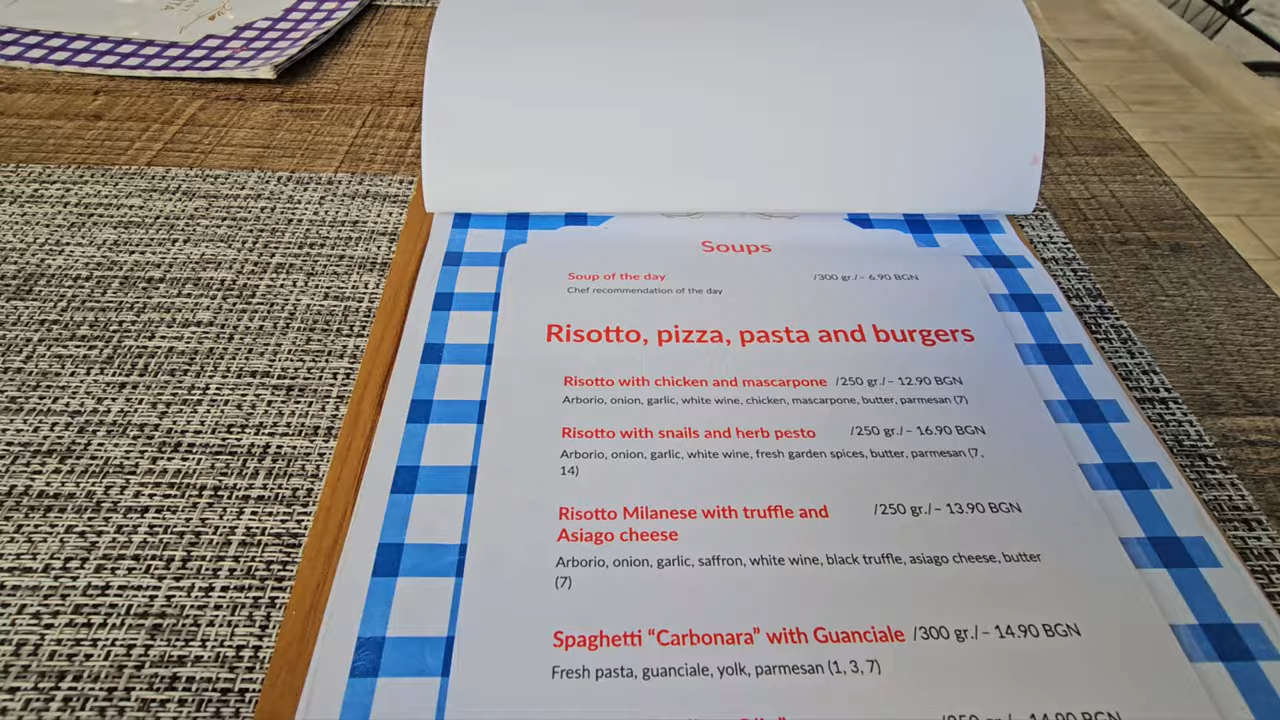 Soups
Soup of the day /300 gr./ – 6.90 BGN
Chef recommendation of the day
Risotto, pizza, pasta and burgers
Risotto with chicken and mascarpone /250 gr./ – 12.90 BGN
Arborio, onion, garlic, white wine, chicken, mascarpone, butter, parmesan (7)
Risotto with snails and herb pesto /250 gr./ – 16.90 BGN
Arborio, onion, garlic, white wine, fresh garden spices, butter, parmesan (7,
14)
Risotto Milanese with truffle and /250 gr./ – 13.90 BGN
Asiago cheese
Arborio, onion, garlic, saffron, white wine, black truffle, asiago cheese, butter
(7)
Spaghetti “Carbonara” with Guanciale /300 gr./ – 14.90 BGN
Fresh pasta, guanciale, yolk, parmesan (1, 3, 7)